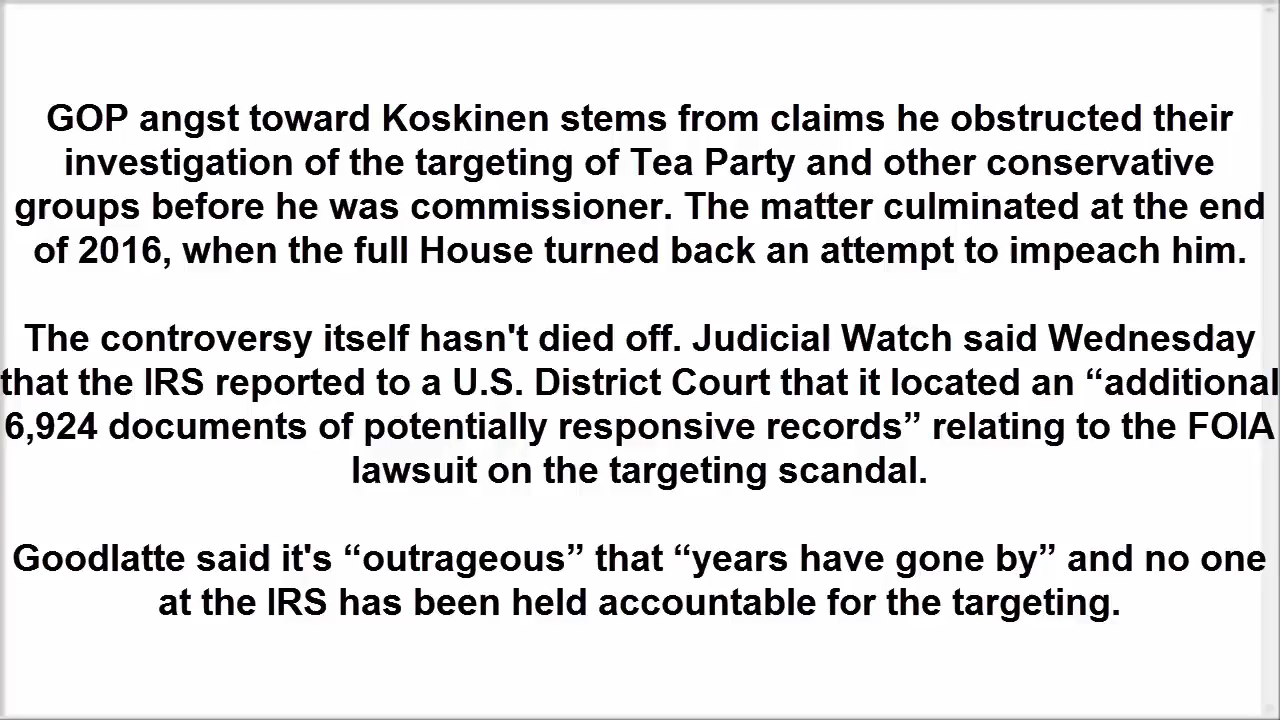 GOP angst toward Koskinen stems from claims he obstructed their
investigation of the targeting of Tea Party and other conservative
groups before he was commissioner. The matter culminated at the end
of 2016, when the full House turned back an attempt to impeach him.
The controversy itself hasn't died off. Judicial Watch said Wednesday
that the IRS reported to a U.S. District Court that it located an “additional
6,924 documents of potentially responsive records” relating to the FOIA
lawsuit on the targeting scandal.
Goodlatte said it's “outrageous” that “years have gone by” and no one
at the IRS has been held accountable for the targeting.